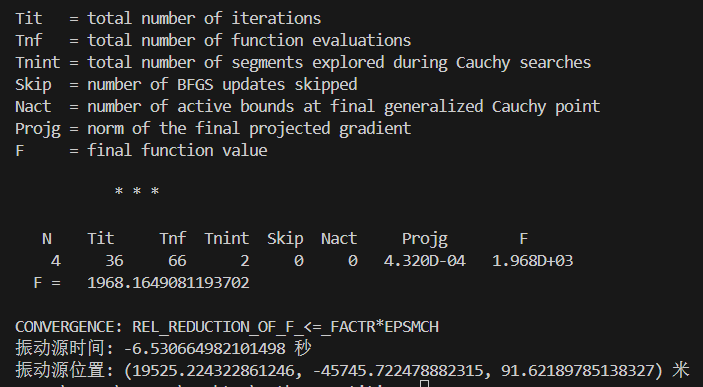 Tit   = total number of iterations
Tnf   = total number of function evaluations
Tnint = total number of segments explored during Cauchy searches
Skip  = number of BFGS updates skipped
Nact  = number of active bounds at final generalized Cauchy point
Projg = norm of the final projected gradient
F     = final function value
* * *
N    Tit     Tnf  Tnint  Skip  Nact     Projg        F
4     36     66      2     0     0   4.320D-04   1.968D+03
F =   1968.1649081193702
CONVERGENCE: REL_REDUCTION_OF_F_<=_FACTR*EPSMCH
振动源时间: -6.530664982101498 秒
振动源位置: (19525.224322861246, -45745.722478882315, 91.62189785138327) 米